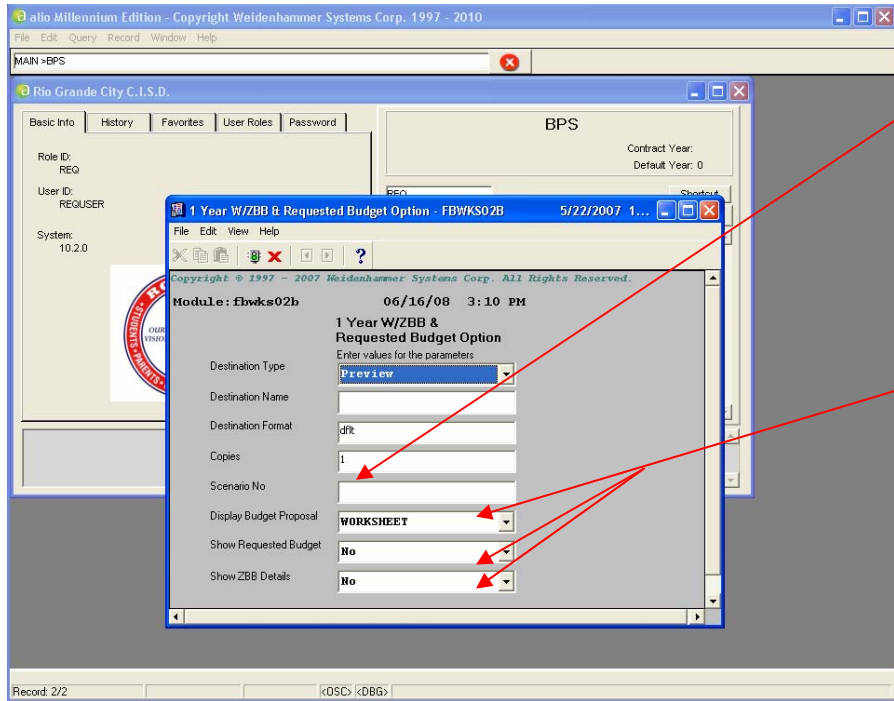 alio Millennium Edition - Copyright Weidenhammer Systems Corp. 1997 - 2010
File Edit Query Record Window Help
MAIN >BPS
Rio Grande City C.I.S.D.
Basic Info History Favorites User Roles Password
BPS
Contract Year:
Default Year: 0
Role ID:
REQ
User ID:
REQUSER
REQ
Shortcut
System:
10.2.0
STUDENTS
PARENTS
OUR
VISION
1 Year W/ZBB & Requested Budget Option - FBWKS02B 5/22/2007 1...
File Edit View Help
Copyright © 1997 - 2007 Weidenhammer Systems Corp. All Rights Reserved.
Module:fbwks02b 06/16/08 3:10 PM
1 Year W/ZBB &
Requested Budget Option
Enter values for the parameters
Destination Type Preview
Destination Name
Destination Format dflt
Copies 1
Scenario No
Display Budget Proposal WORKSHEET
Show Requested Budget No
Show ZBB Details No
Record: 2/2 <OSC> <DBG>